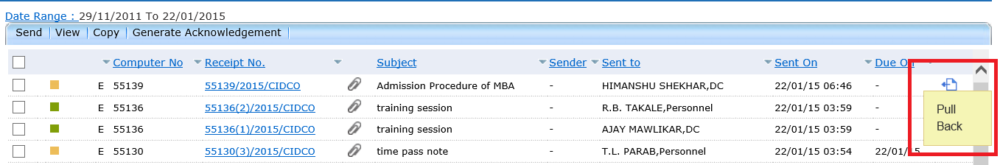 Date Range : 29/11/2011 To 22/01/2015
Send View Copy Generate Acknowledgement
Computer No Receipt No. Subject Sender Sent to Sent On Due On
E 55139 55139/2015/CIDCO Admission Procedure of MBA - HIMANSHU SHEKHAR,DC 22/01/15 06:46 -
E 55136 55136(2)/2015/CIDCO training session - R.B. TAKALE,Personnel 22/01/15 03:59 -
Pull
Back
E 55136 55136(1)/2015/CIDCO training session - AJAY MAWLIKAR,DC 22/01/15 03:59 -
E 55130 55130(3)/2015/CIDCO time pass note - T.L. PARAB,Personnel 22/01/15 03:54 22/01/15